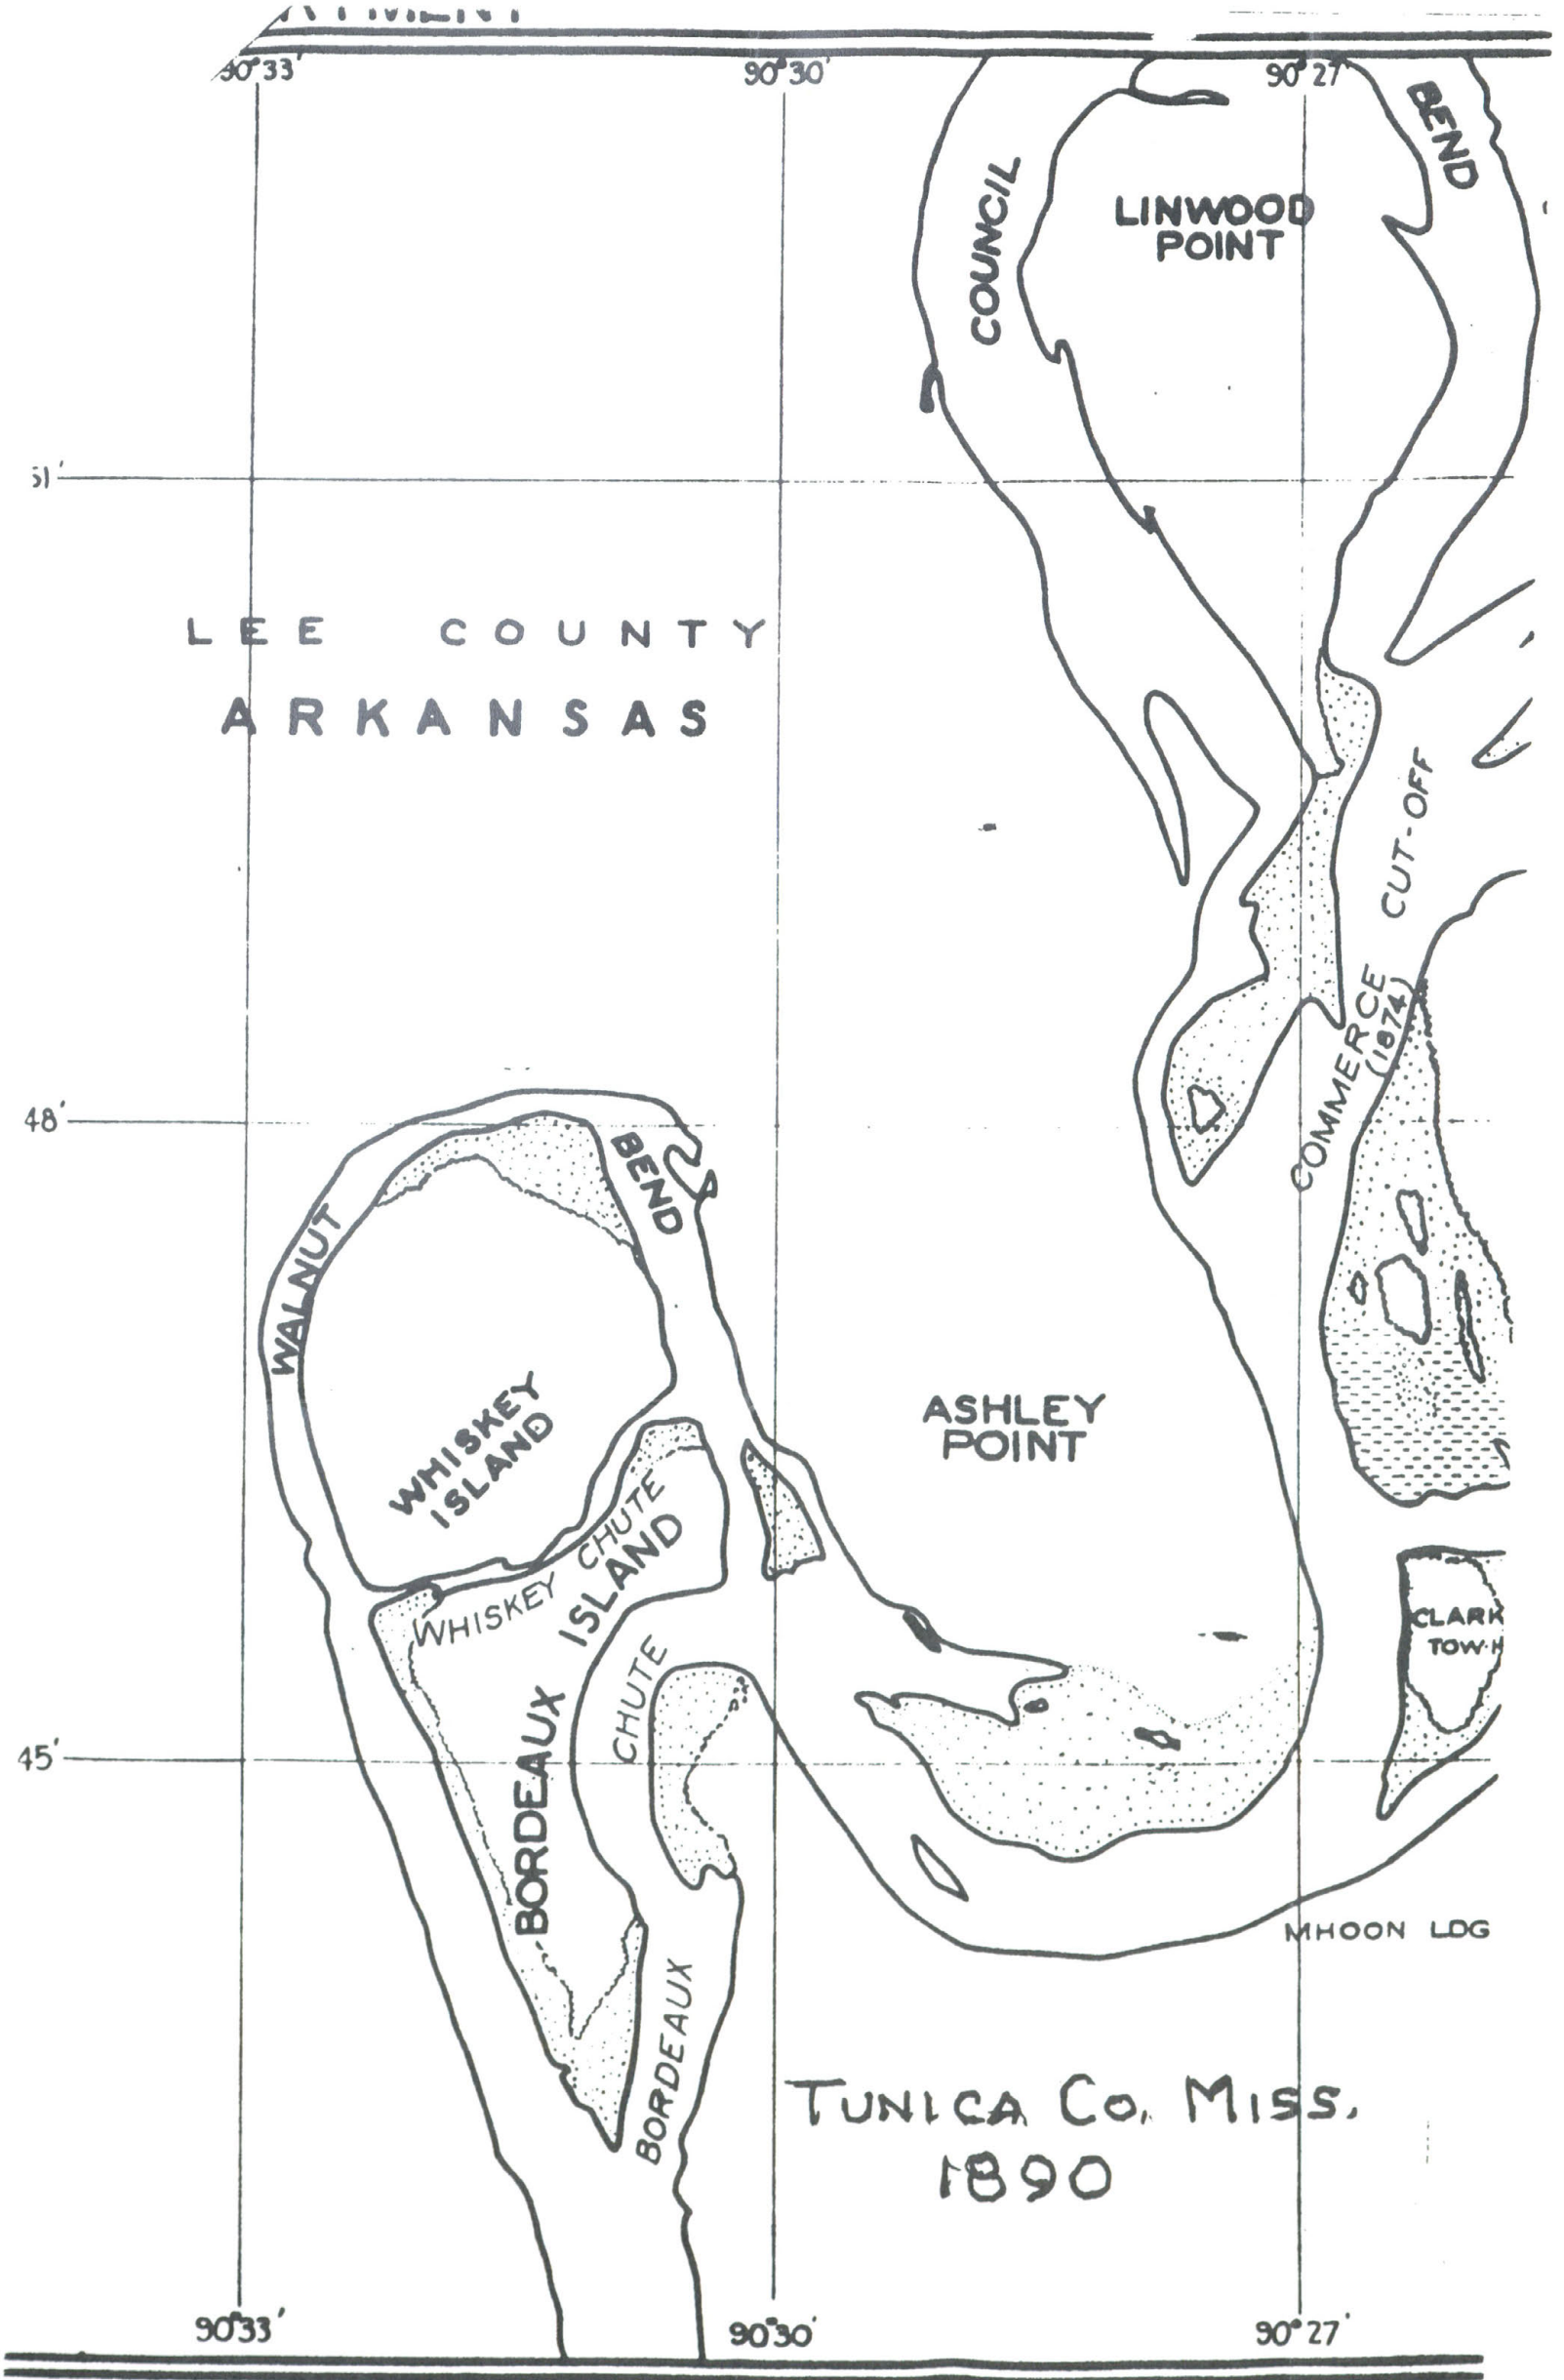 90°33'
90°30'
90°27'
BEND
COUNCIL
LINWOOD
POINT
51'
LEE COUNTY
ARKANSAS
CUT-OFF
COMMERCE
(1874)
48'
BEND
WALNUT
WHISKEY
ISLAND
ASHLEY
POINT
WHISKEY CHUTE
BORDEAUX ISLAND
CLARK
TOWH
45'
BORDEAUX CHUTE
MHOON LDG
TUNICA CO. MISS.
1890
90°33'
90°30'
90°27'